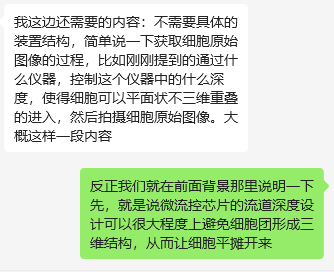 我这边还需要的内容：不需要具体的
装置结构，简单说一下获取细胞原始
图像的过程，比如刚刚提到的通过什
么仪器，控制这个仪器中的什么深
度，使得细胞可以平面状不三维重叠
的进入，然后拍摄细胞原始图像。大
概这样一段内容
反正我们就在前面背景那里说明一下
先，就是说微流控芯片的流道深度设
计可以很大程度上避免细胞团形成三
维结构，从而让细胞平摊开来